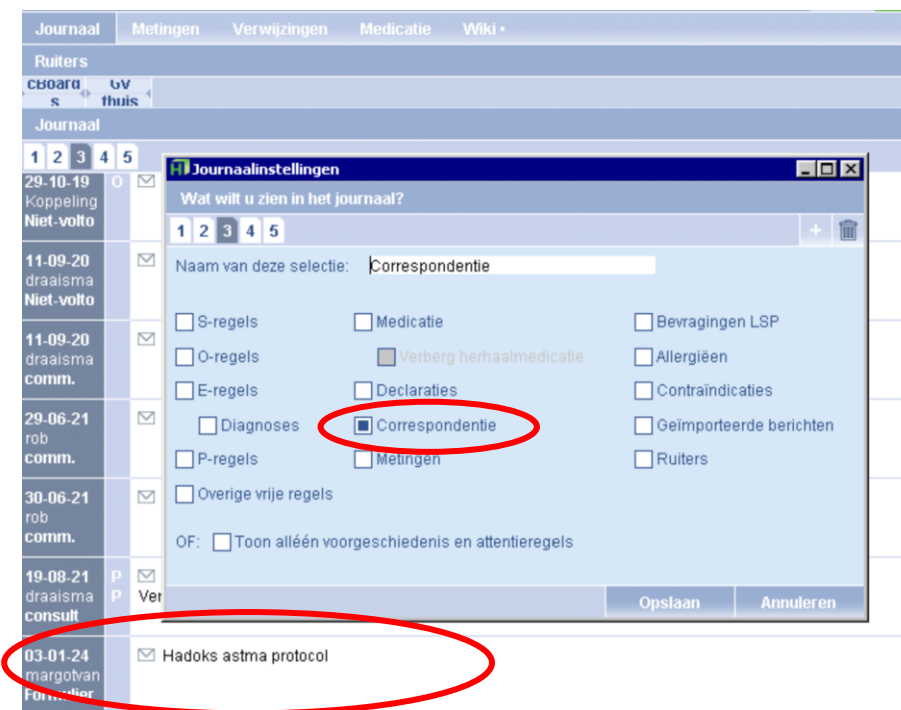 Journaal Metingen Verwijzingen Medicatie Wiki •
Ruiters
cBoard GV
s thuis
Journaal
1 2 3 4 5
29-10-19 O
Koppeling
Niet-volto
11-09-20
draaisma
Niet-volto
11-09-20
draaisma
comm.
29-06-21
rob
comm.
30-06-21
rob
comm.
19-08-21 P
draaisma P Ver
consult
03-01-24 Hadoks astma protocol
margotvan
Formulier
Journaalinstellingen
Wat wilt u zien in het journaal?
1 2 3 4 5 +
Naam van deze selectie: Correspondentie
S-regels Medicatie Bevragingen LSP
O-regels Verberg herhaalmedicatie Allergiëen
E-regels Declaraties Contraïndicaties
Diagnoses Correspondentie Geïmporteerde berichten
P-regels Metingen Ruiters
Overige vrije regels
OF: Toon alléén voorgeschiedenis en attentieregels
Opslaan Annuleren